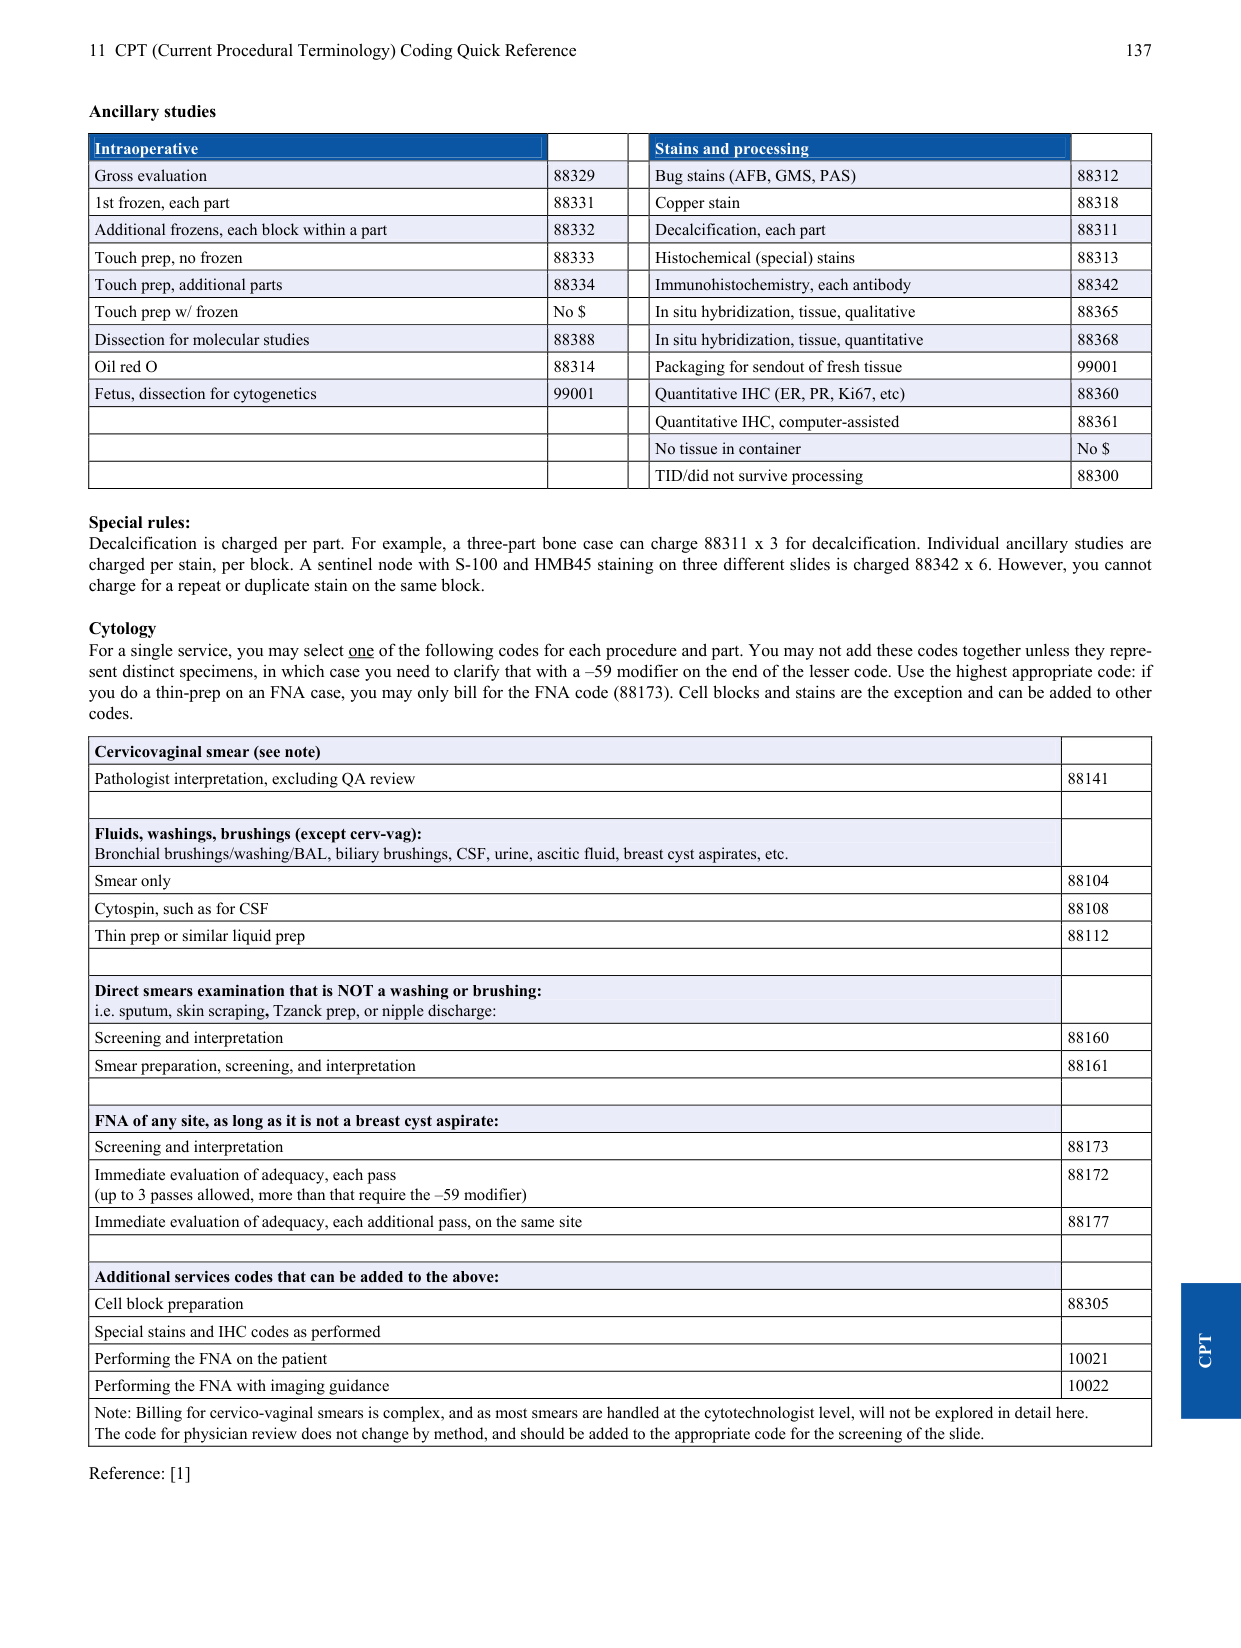 11 CPT (Current Procedural Terminology) Coding Quick Reference 137
Ancillary studies
Intraoperative Stains and processing
Gross evaluation 88329 Bug stains (AFB, GMS, PAS) 88312
1st frozen, each part 88331 Copper stain 88318
Additional frozens, each block within a part 88332 Decalcification, each part 88311
Touch prep, no frozen 88333 Histochemical (special) stains 88313
Touch prep, additional parts 88334 Immunohistochemistry, each antibody 88342
Touch prep w/ frozen No $ In situ hybridization, tissue, qualitative 88365
Dissection for molecular studies 88388 In situ hybridization, tissue, quantitative 88368
Oil red O 88314 Packaging for sendout of fresh tissue 99001
Fetus, dissection for cytogenetics 99001 Quantitative IHC (ER, PR, Ki67, etc) 88360
Quantitative IHC, computer-assisted 88361
No tissue in container No $
TID/did not survive processing 88300
Special rules:
Decalcification is charged per part. For example, a three-part bone case can charge 88311 x 3 for decalcification. Individual ancillary studies are
charged per stain, per block. A sentinel node with S-100 and HMB45 staining on three different slides is charged 88342 x 6. However, you cannot
charge for a repeat or duplicate stain on the same block.
Cytology
For a single service, you may select one of the following codes for each procedure and part. You may not add these codes together unless they repre-
sent distinct specimens, in which case you need to clarify that with a –59 modifier on the end of the lesser code. Use the highest appropriate code: if
you do a thin-prep on an FNA case, you may only bill for the FNA code (88173). Cell blocks and stains are the exception and can be added to other
codes.
Cervicovaginal smear (see note)
Pathologist interpretation, excluding QA review 88141
Fluids, washings, brushings (except cerv-vag):
Bronchial brushings/washing/BAL, biliary brushings, CSF, urine, ascitic fluid, breast cyst aspirates, etc.
Smear only 88104
Cytospin, such as for CSF 88108
Thin prep or similar liquid prep 88112
Direct smears examination that is NOT a washing or brushing:
i.e. sputum, skin scraping, Tzanck prep, or nipple discharge:
Screening and interpretation 88160
Smear preparation, screening, and interpretation 88161
FNA of any site, as long as it is not a breast cyst aspirate:
Screening and interpretation 88173
Immediate evaluation of adequacy, each pass 88172
(up to 3 passes allowed, more than that require the –59 modifier)
Immediate evaluation of adequacy, each additional pass, on the same site 88177
Additional services codes that can be added to the above:
Cell block preparation 88305
Special stains and IHC codes as performed
Performing the FNA on the patient 10021
Performing the FNA with imaging guidance 10022
Note: Billing for cervico-vaginal smears is complex, and as most smears are handled at the cytotechnologist level, will not be explored in detail here.
The code for physician review does not change by method, and should be added to the appropriate code for the screening of the slide.
Reference: [1]
CPT